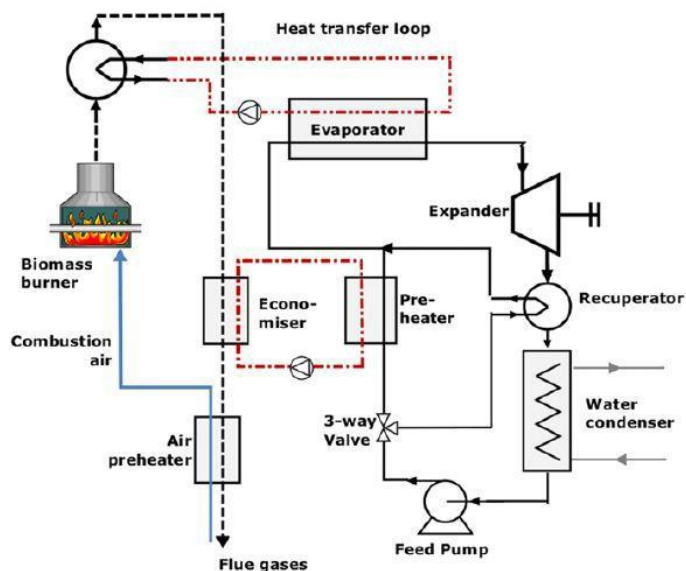 Heat transfer loop
Evaporator
Expander
Biomass
burner
Econo-
miser
Pre-
heater
Recuperator
Combustion
air
3-way
Valve
Water
condenser
Air
preheater
Feed Pump
Flue gases